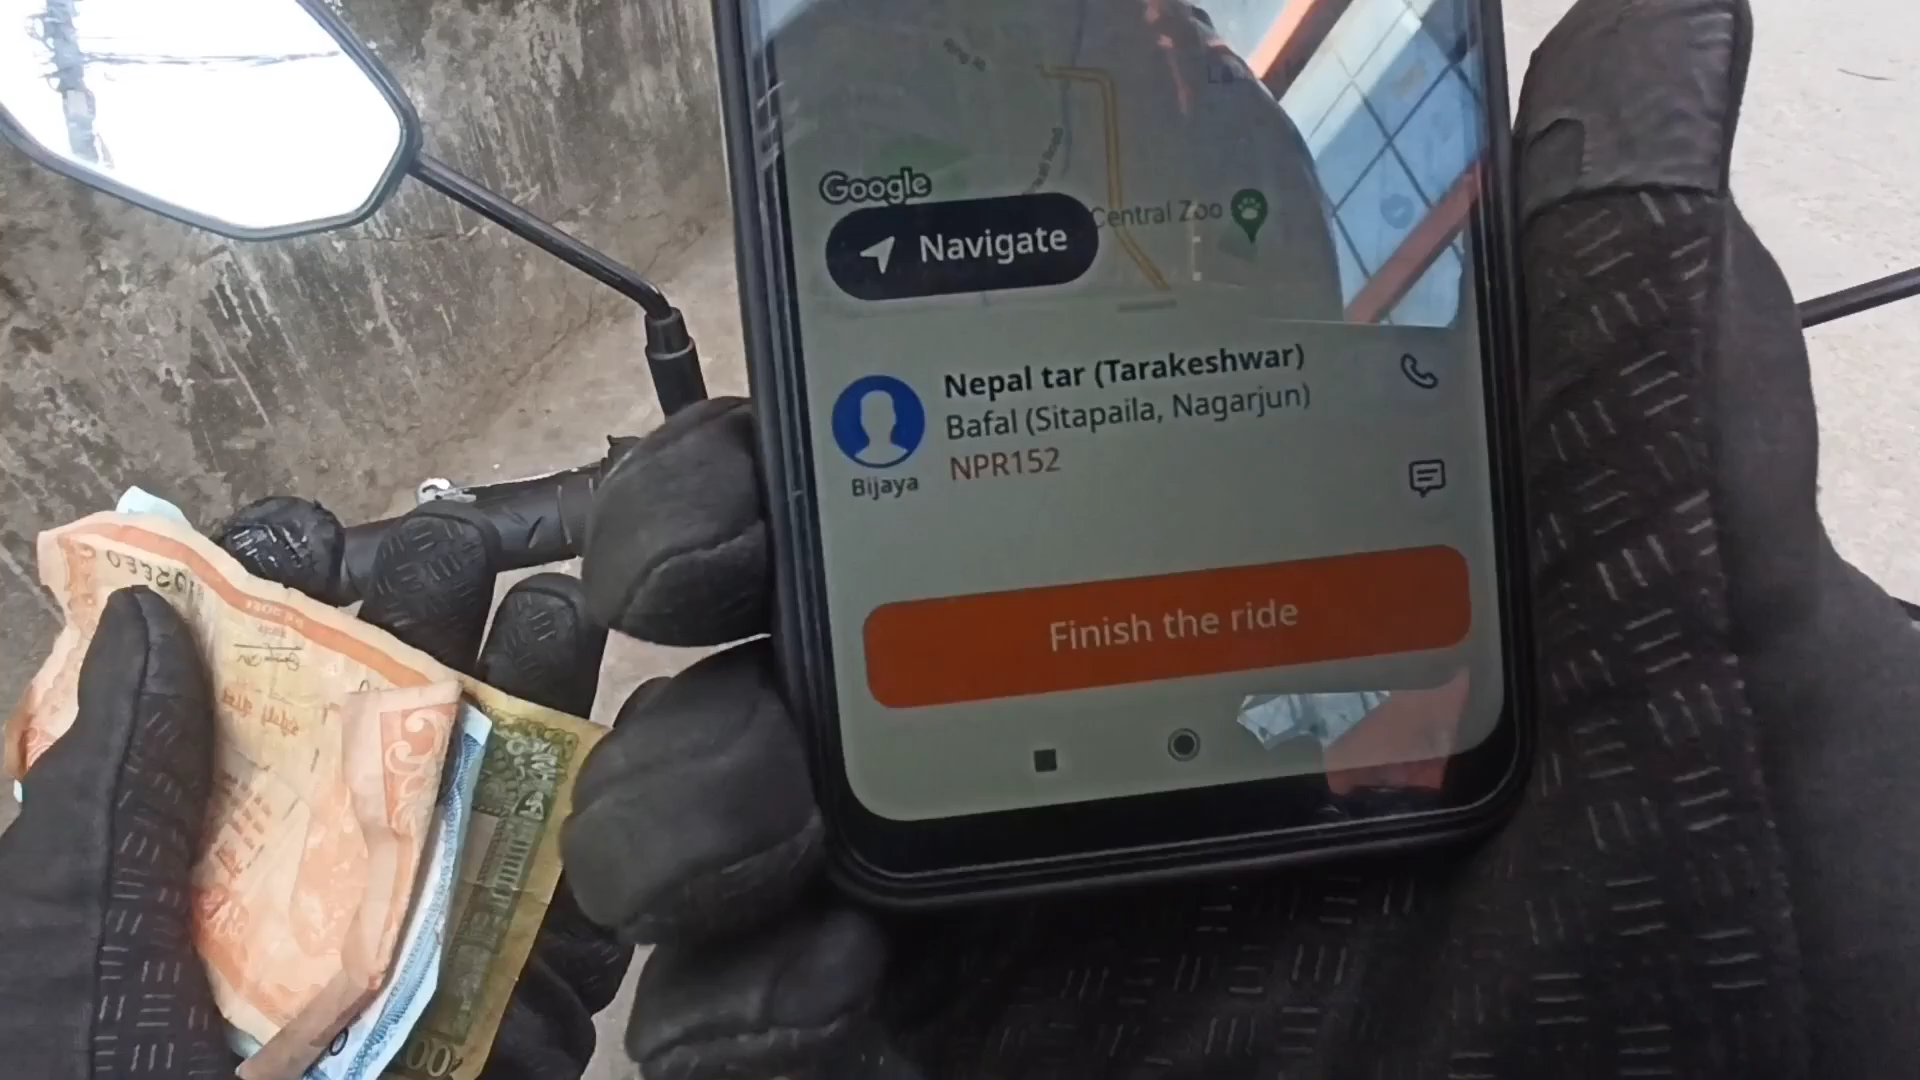 Google
Central Zoo
Navigate
Nepal tar (Tarakeshwar)
Bafal (Sitapaila, Nagarjun)
NPR152
Bijaya
Finish the ride